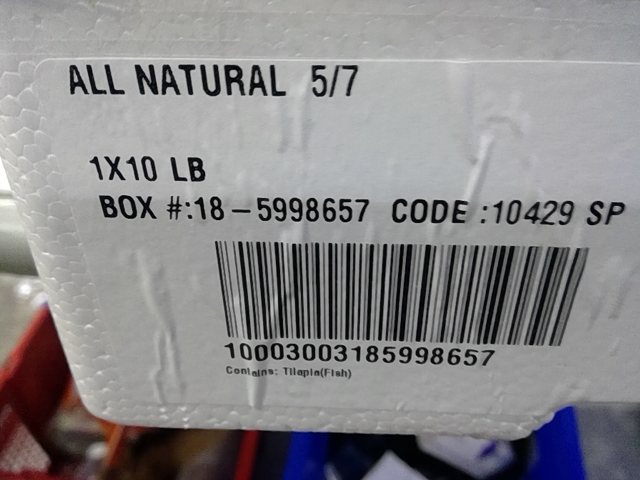 ALL NATURAL 5/7
1X10 LB
BOX #:18-5998657 CODE :10429 SP
10003003185998657
Contains: Tilapia(Fish)